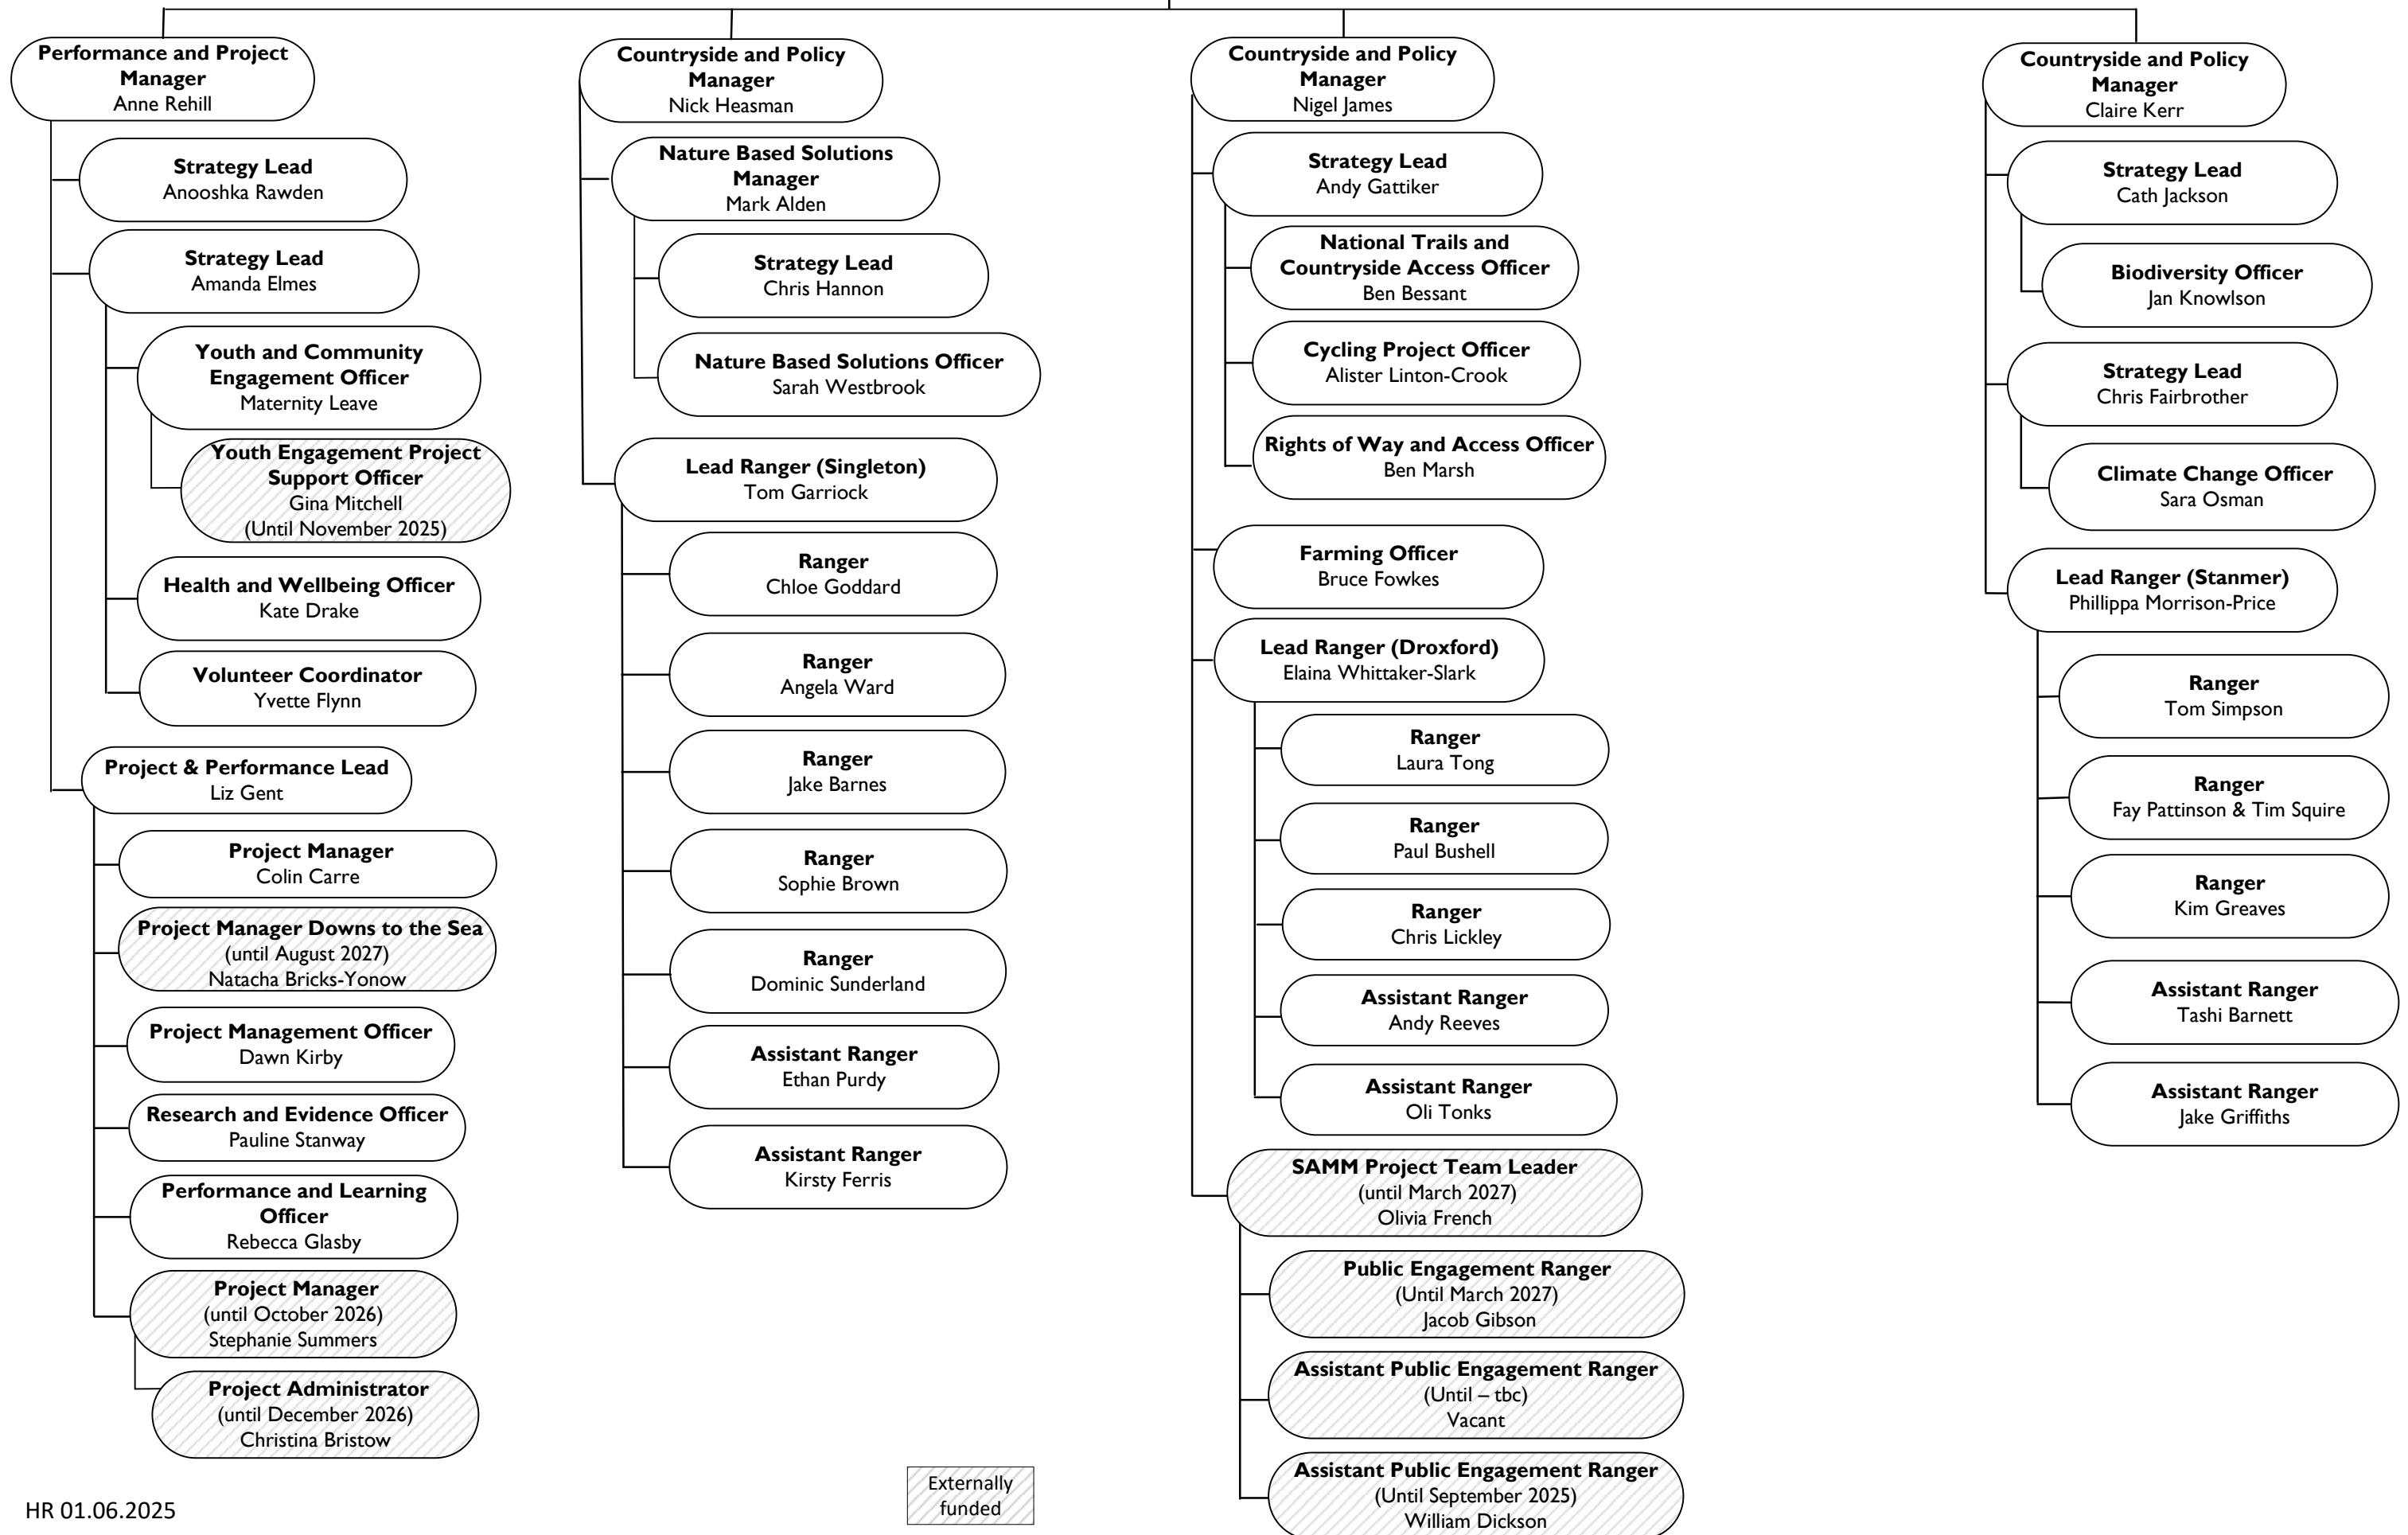 Performance and Project
Manager
Anne Rehill
Strategy Lead
Anooshka Rawden
Strategy Lead
Amanda Elmes
Youth and Community
Engagement Officer
Maternity Leave
Youth Engagement Project
Support Officer
Gina Mitchell
(Until November 2025)
Health and Wellbeing Officer
Kate Drake
Volunteer Coordinator
Yvette Flynn
Project & Performance Lead
Liz Gent
Project Manager
Colin Carre
Project Manager Downs to the Sea
(until August 2027)
Natacha Bricks-Yonow
Project Management Officer
Dawn Kirby
Research and Evidence Officer
Pauline Stanway
Performance and Learning
Officer
Rebecca Glasby
Project Manager
(until October 2026)
Stephanie Summers
Project Administrator
(until December 2026)
Christina Bristow
Countryside and Policy
Manager
Nick Heasman
Nature Based Solutions
Manager
Mark Alden
Strategy Lead
Chris Hannon
Nature Based Solutions Officer
Sarah Westbrook
Lead Ranger (Singleton)
Tom Garriock
Ranger
Chloe Goddard
Ranger
Angela Ward
Ranger
Jake Barnes
Ranger
Sophie Brown
Ranger
Dominic Sunderland
Assistant Ranger
Ethan Purdy
Assistant Ranger
Kirsty Ferris
Countryside and Policy
Manager
Nigel James
Strategy Lead
Andy Gattiker
National Trails and
Countryside Access Officer
Ben Bessant
Cycling Project Officer
Alister Linton-Crook
Rights of Way and Access Officer
Ben Marsh
Farming Officer
Bruce Fowkes
Lead Ranger (Droxford)
Elaina Whittaker-Slark
Ranger
Laura Tong
Ranger
Paul Bushell
Ranger
Chris Lickley
Assistant Ranger
Andy Reeves
Assistant Ranger
Oli Tonks
SAMM Project Team Leader
(until March 2027)
Olivia French
Public Engagement Ranger
(Until March 2027)
Jacob Gibson
Assistant Public Engagement Ranger
(Until – tbc)
Vacant
Assistant Public Engagement Ranger
(Until September 2025)
William Dickson
Countryside and Policy
Manager
Claire Kerr
Strategy Lead
Cath Jackson
Biodiversity Officer
Jan Knowlson
Strategy Lead
Chris Fairbrother
Climate Change Officer
Sara Osman
Lead Ranger (Stanmer)
Phillippa Morrison-Price
Ranger
Tom Simpson
Ranger
Fay Pattinson & Tim Squire
Ranger
Kim Greaves
Assistant Ranger
Tashi Barnett
Assistant Ranger
Jake Griffiths
Externally
funded
HR 01.06.2025